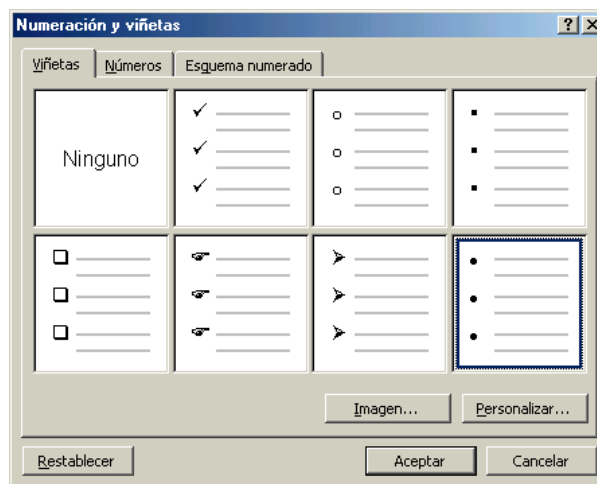 Numeración y viñetas
Viñetas Números Esquema numerado
Ninguno
Imagen... Personalizar...
Restablecer Aceptar Cancelar